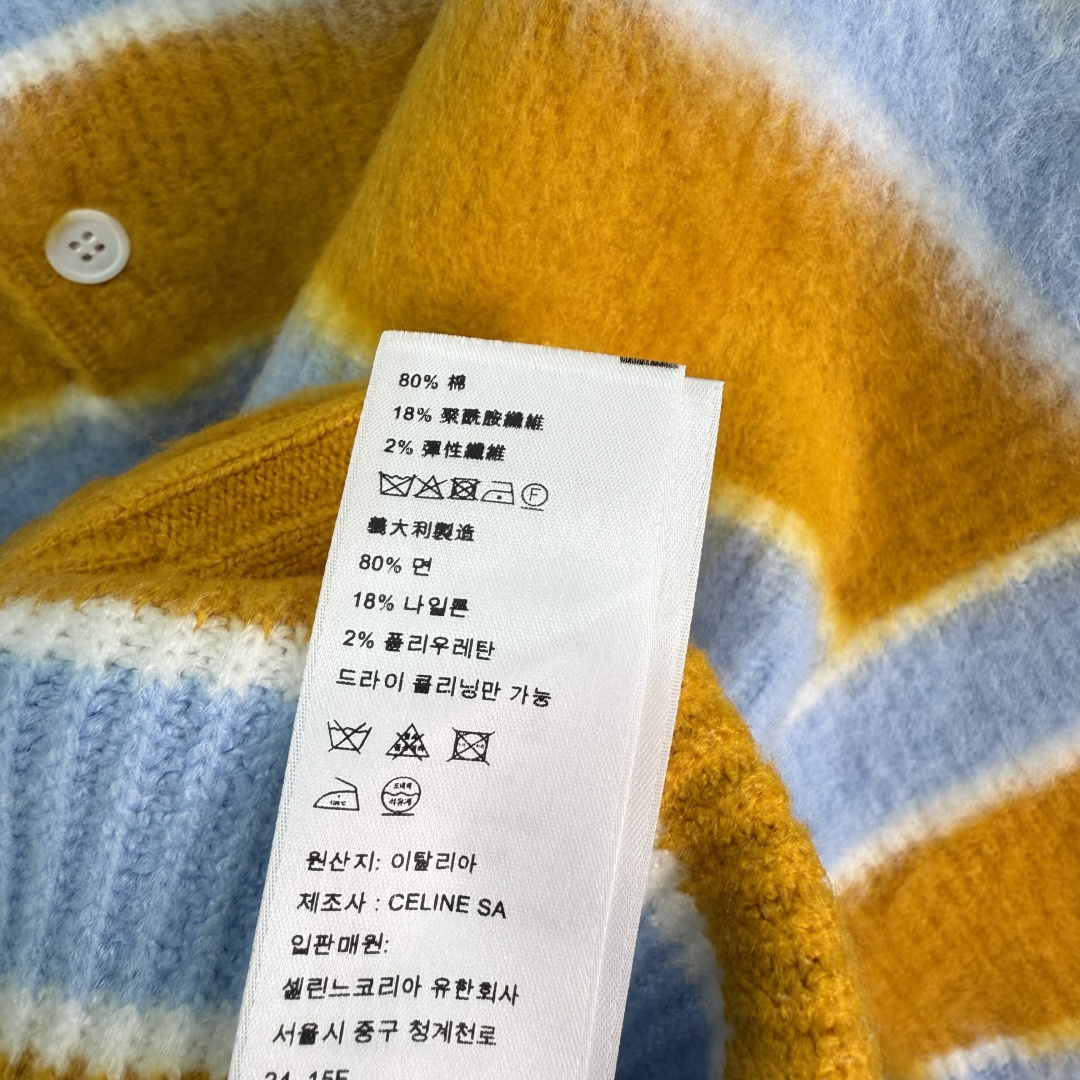 80% 棉
18% 聚酰胺纖維
2% 彈性纖維
F
義大利製造
80% 면
18% 나일론
2% 폴리우레탄
드라이 클리닝만 가능
원산지: 이탈리아
제조사 : CELINE SA
입판매원:
셀린느코리아 유한회사
서울시 중구 청계천로
24, 15F